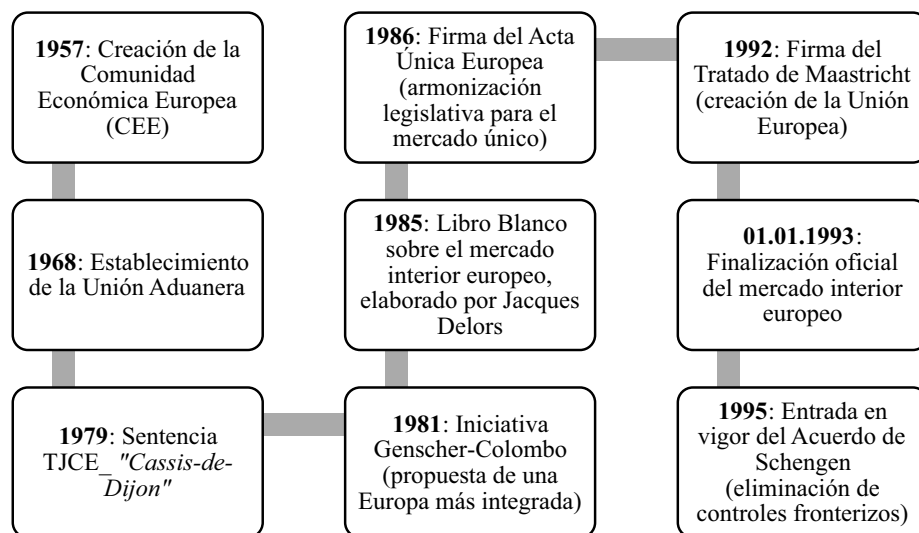 1957: Creación de la
Comunidad
Económica Europea
(CEE)
1968: Establecimiento
de la Unión Aduanera
1979: Sentencia
TJCE_ "Cassis-de-
Dijon"
1981: Iniciativa
Genscher-Colombo
(propuesta de una
Europa más integrada)
1985: Libro Blanco
sobre el mercado
interior europeo,
elaborado por Jacques
Delors
1986: Firma del Acta
Única Europea
(armonización
legislativa para el
mercado único)
1992: Firma del
Tratado de Maastricht
(creación de la Unión
Europea)
01.01.1993:
Finalización oficial
del mercado interior
europeo
1995: Entrada en
vigor del Acuerdo de
Schengen
(eliminación de
controles fronterizos)